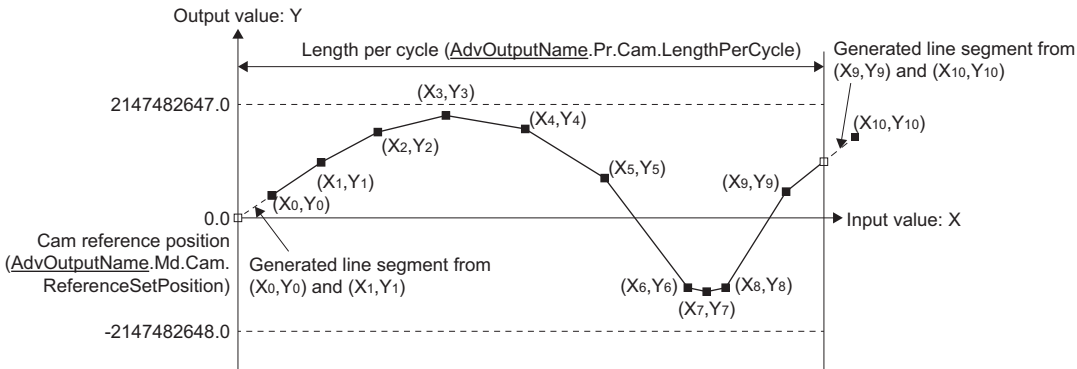 Output value: Y
Length per cycle (AdvOutputName.Pr.Cam.LengthPerCycle)
Generated line segment from
(X9,Y9) and (X10,Y10)
2147482647.0
(X3,Y3)
(X4,Y4)
(X10,Y10)
(X2,Y2)
(X1,Y1)
(X5,Y5)
(X9,Y9)
(X0,Y0)
0.0
Input value: X
Cam reference position
(AdvOutputName.Md.Cam.
ReferenceSetPosition)
Generated line segment from
(X0,Y0) and (X1,Y1)
(X6,Y6)
(X8,Y8)
(X7,Y7)
-2147482648.0